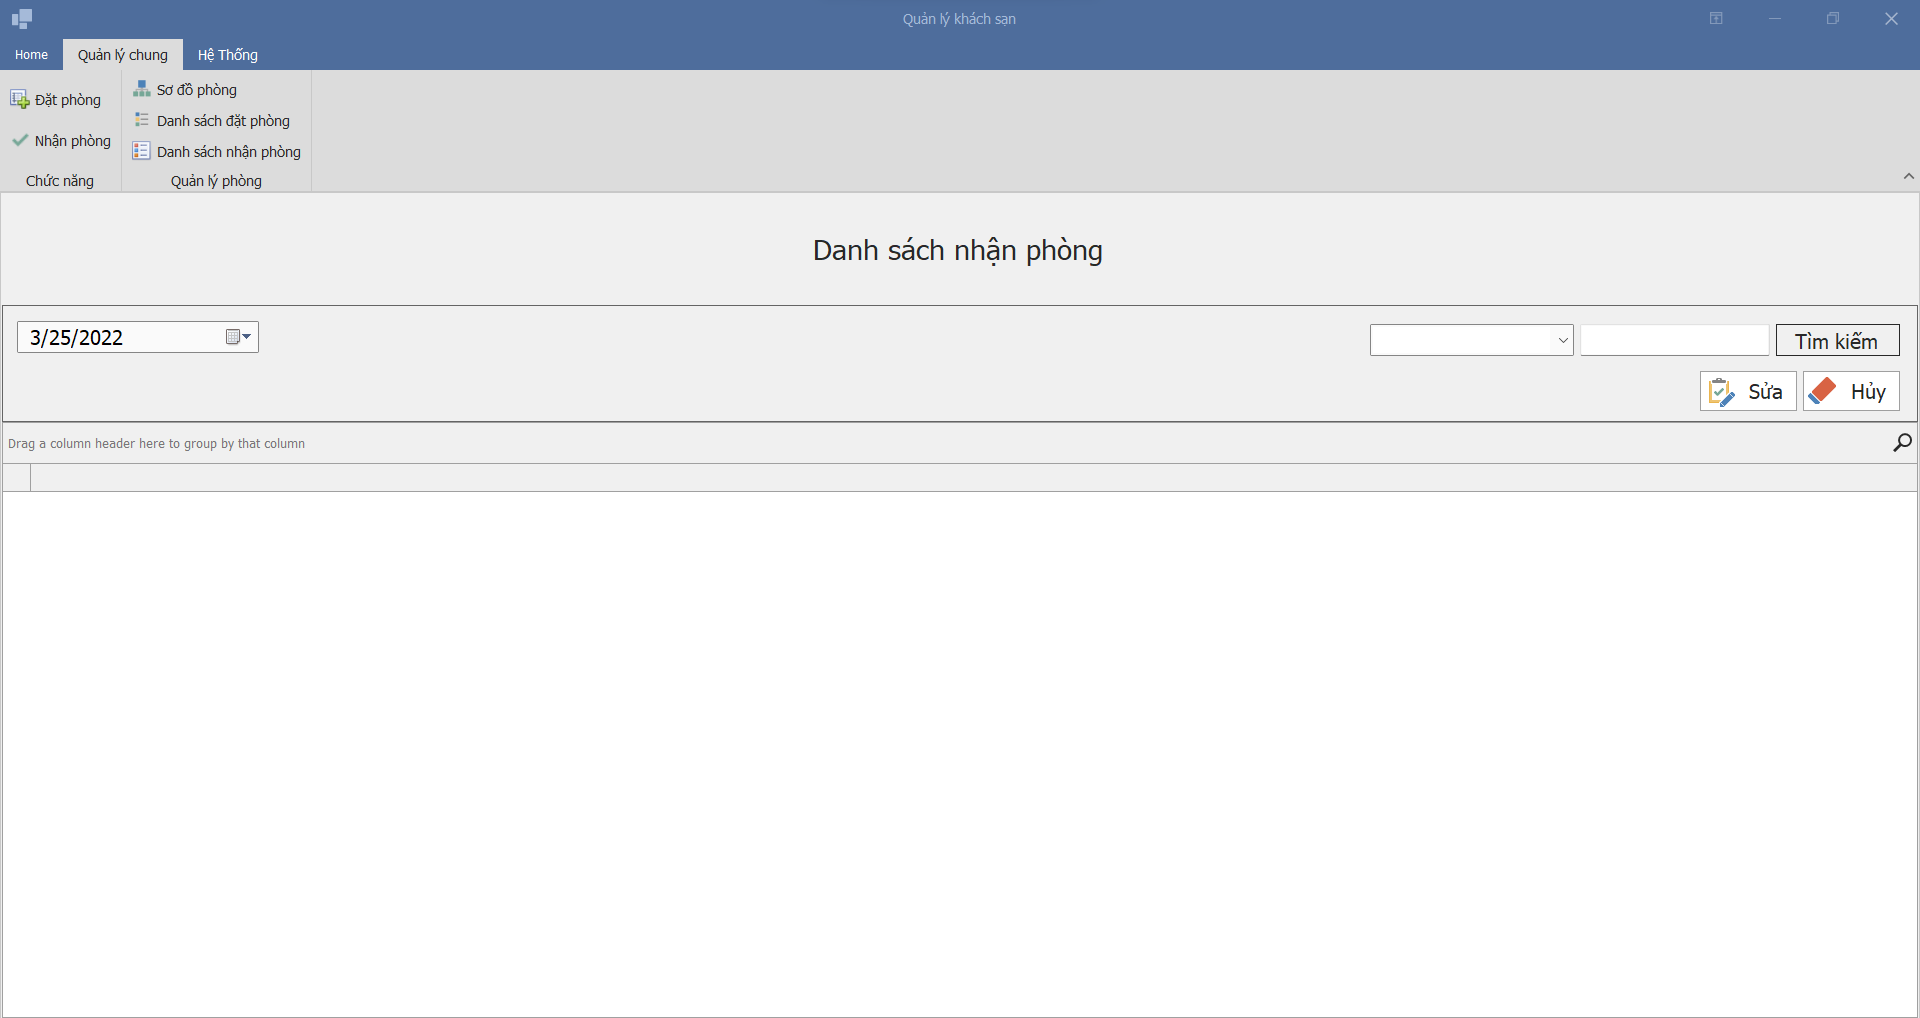 Quản lý khách sạn
Home Quản lý chung Hệ Thống
Đặt phòng
Nhận phòng
Chức năng
Sơ đồ phòng
Danh sách đặt phòng
Danh sách nhận phòng
Quản lý phòng
Danh sách nhận phòng
3/25/2022
Tìm kiếm
Sửa Hủy
Drag a column header here to group by that column